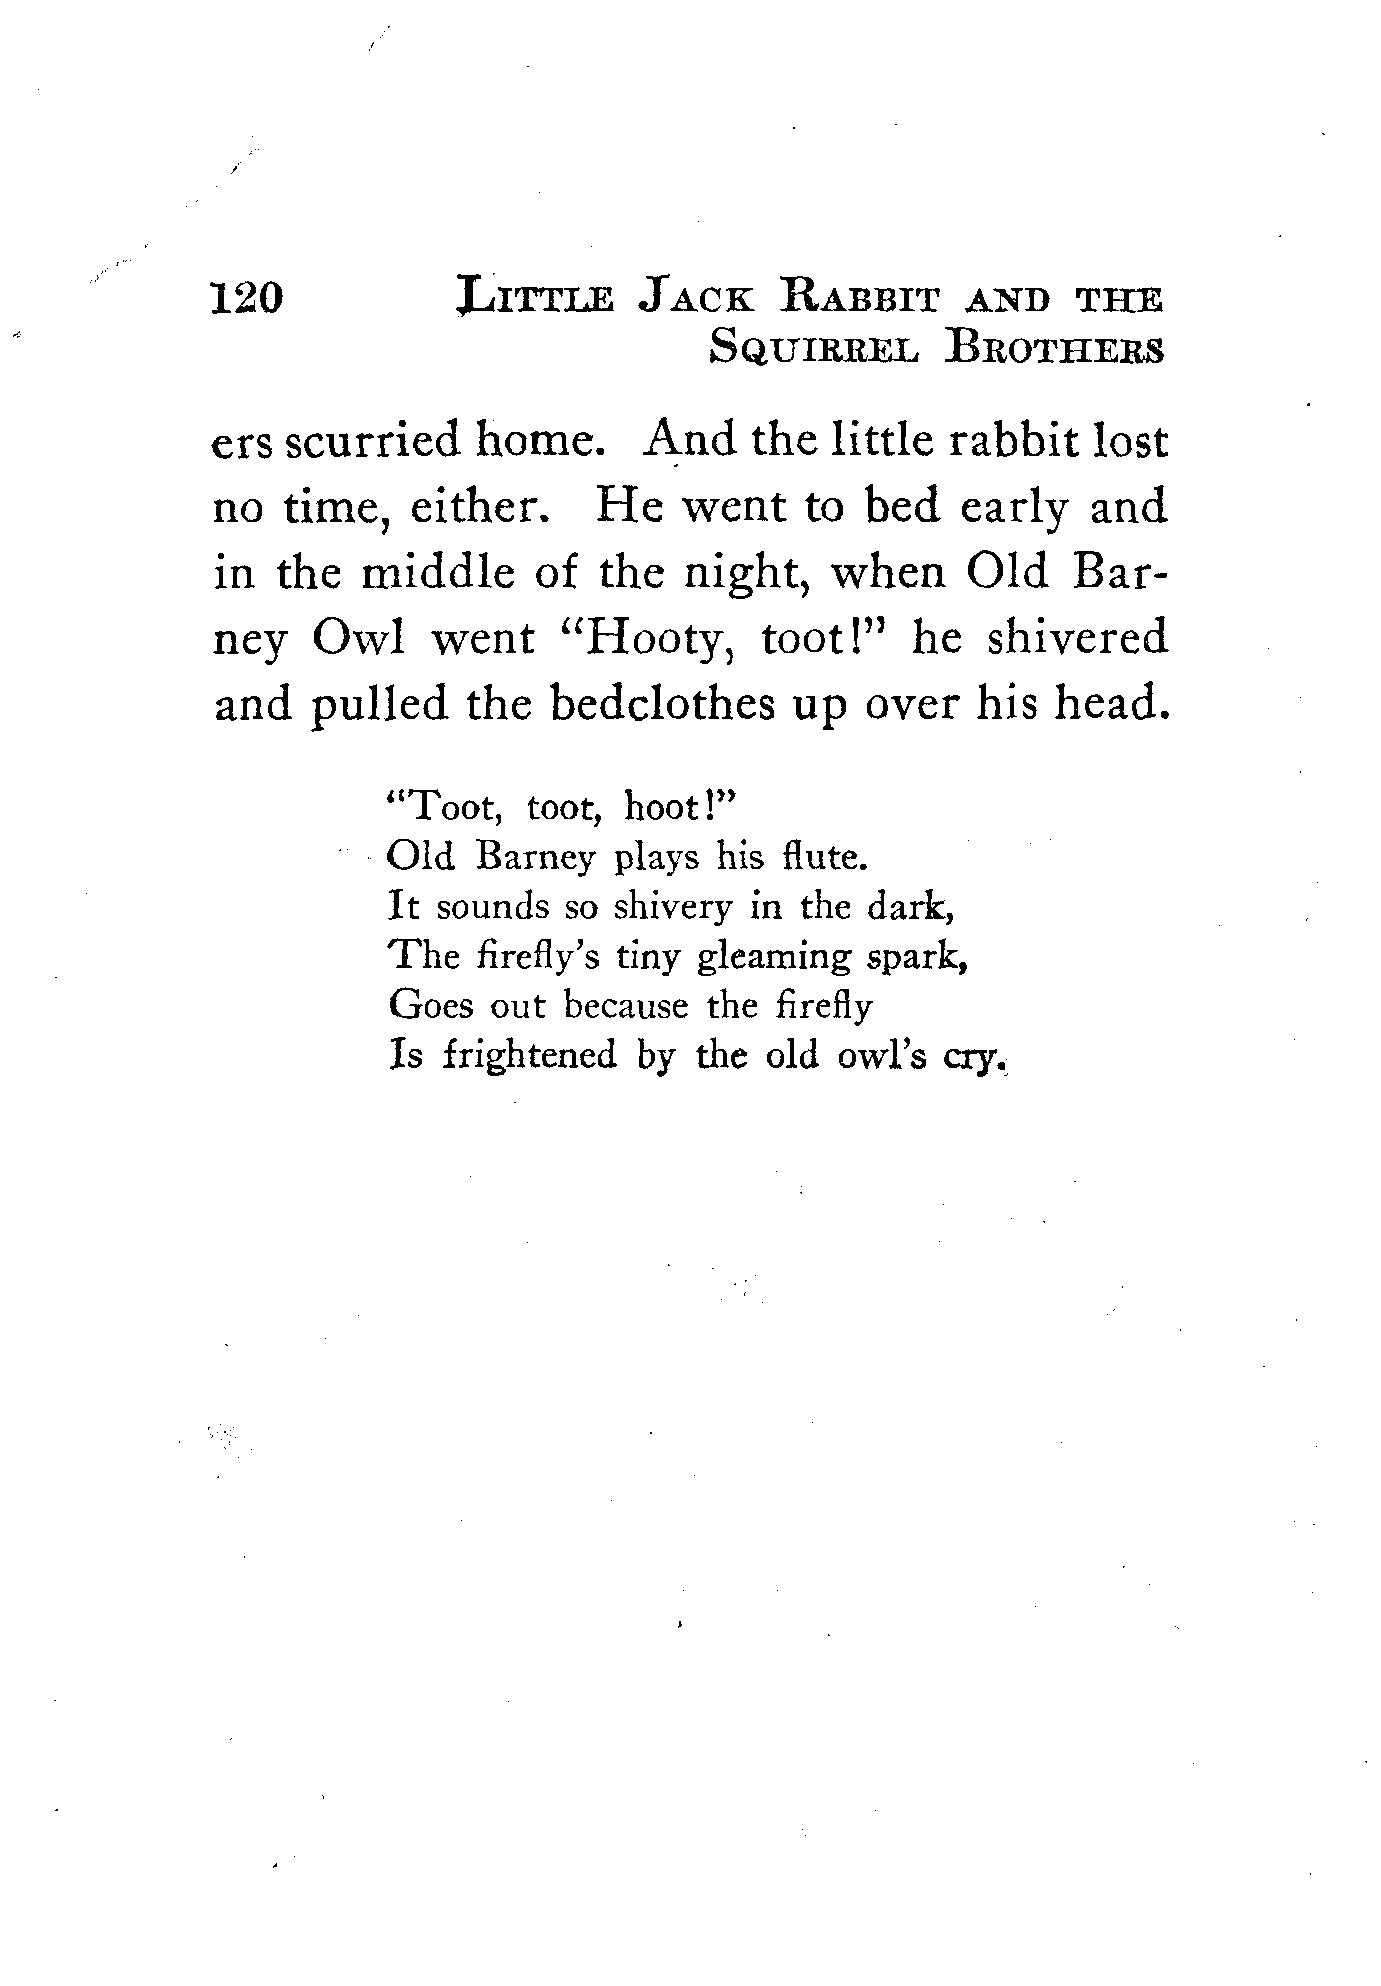 120 LITTLE JACK RABBIT AND THE
SQUIRREL BROTHERS
ers scurried home. And the little rabbit lost
no time, either. He went to bed early and
in the middle of the night, when Old Bar-
ney Owl went “Hooty, toot!” he shivered
and pulled the bedclothes up over his head.
“Toot, toot, hoot!”
Old Barney plays his flute.
It sounds so shivery in the dark,
The firefly’s tiny gleaming spark,
Goes out because the firefly
Is frightened by the old owl’s cry.